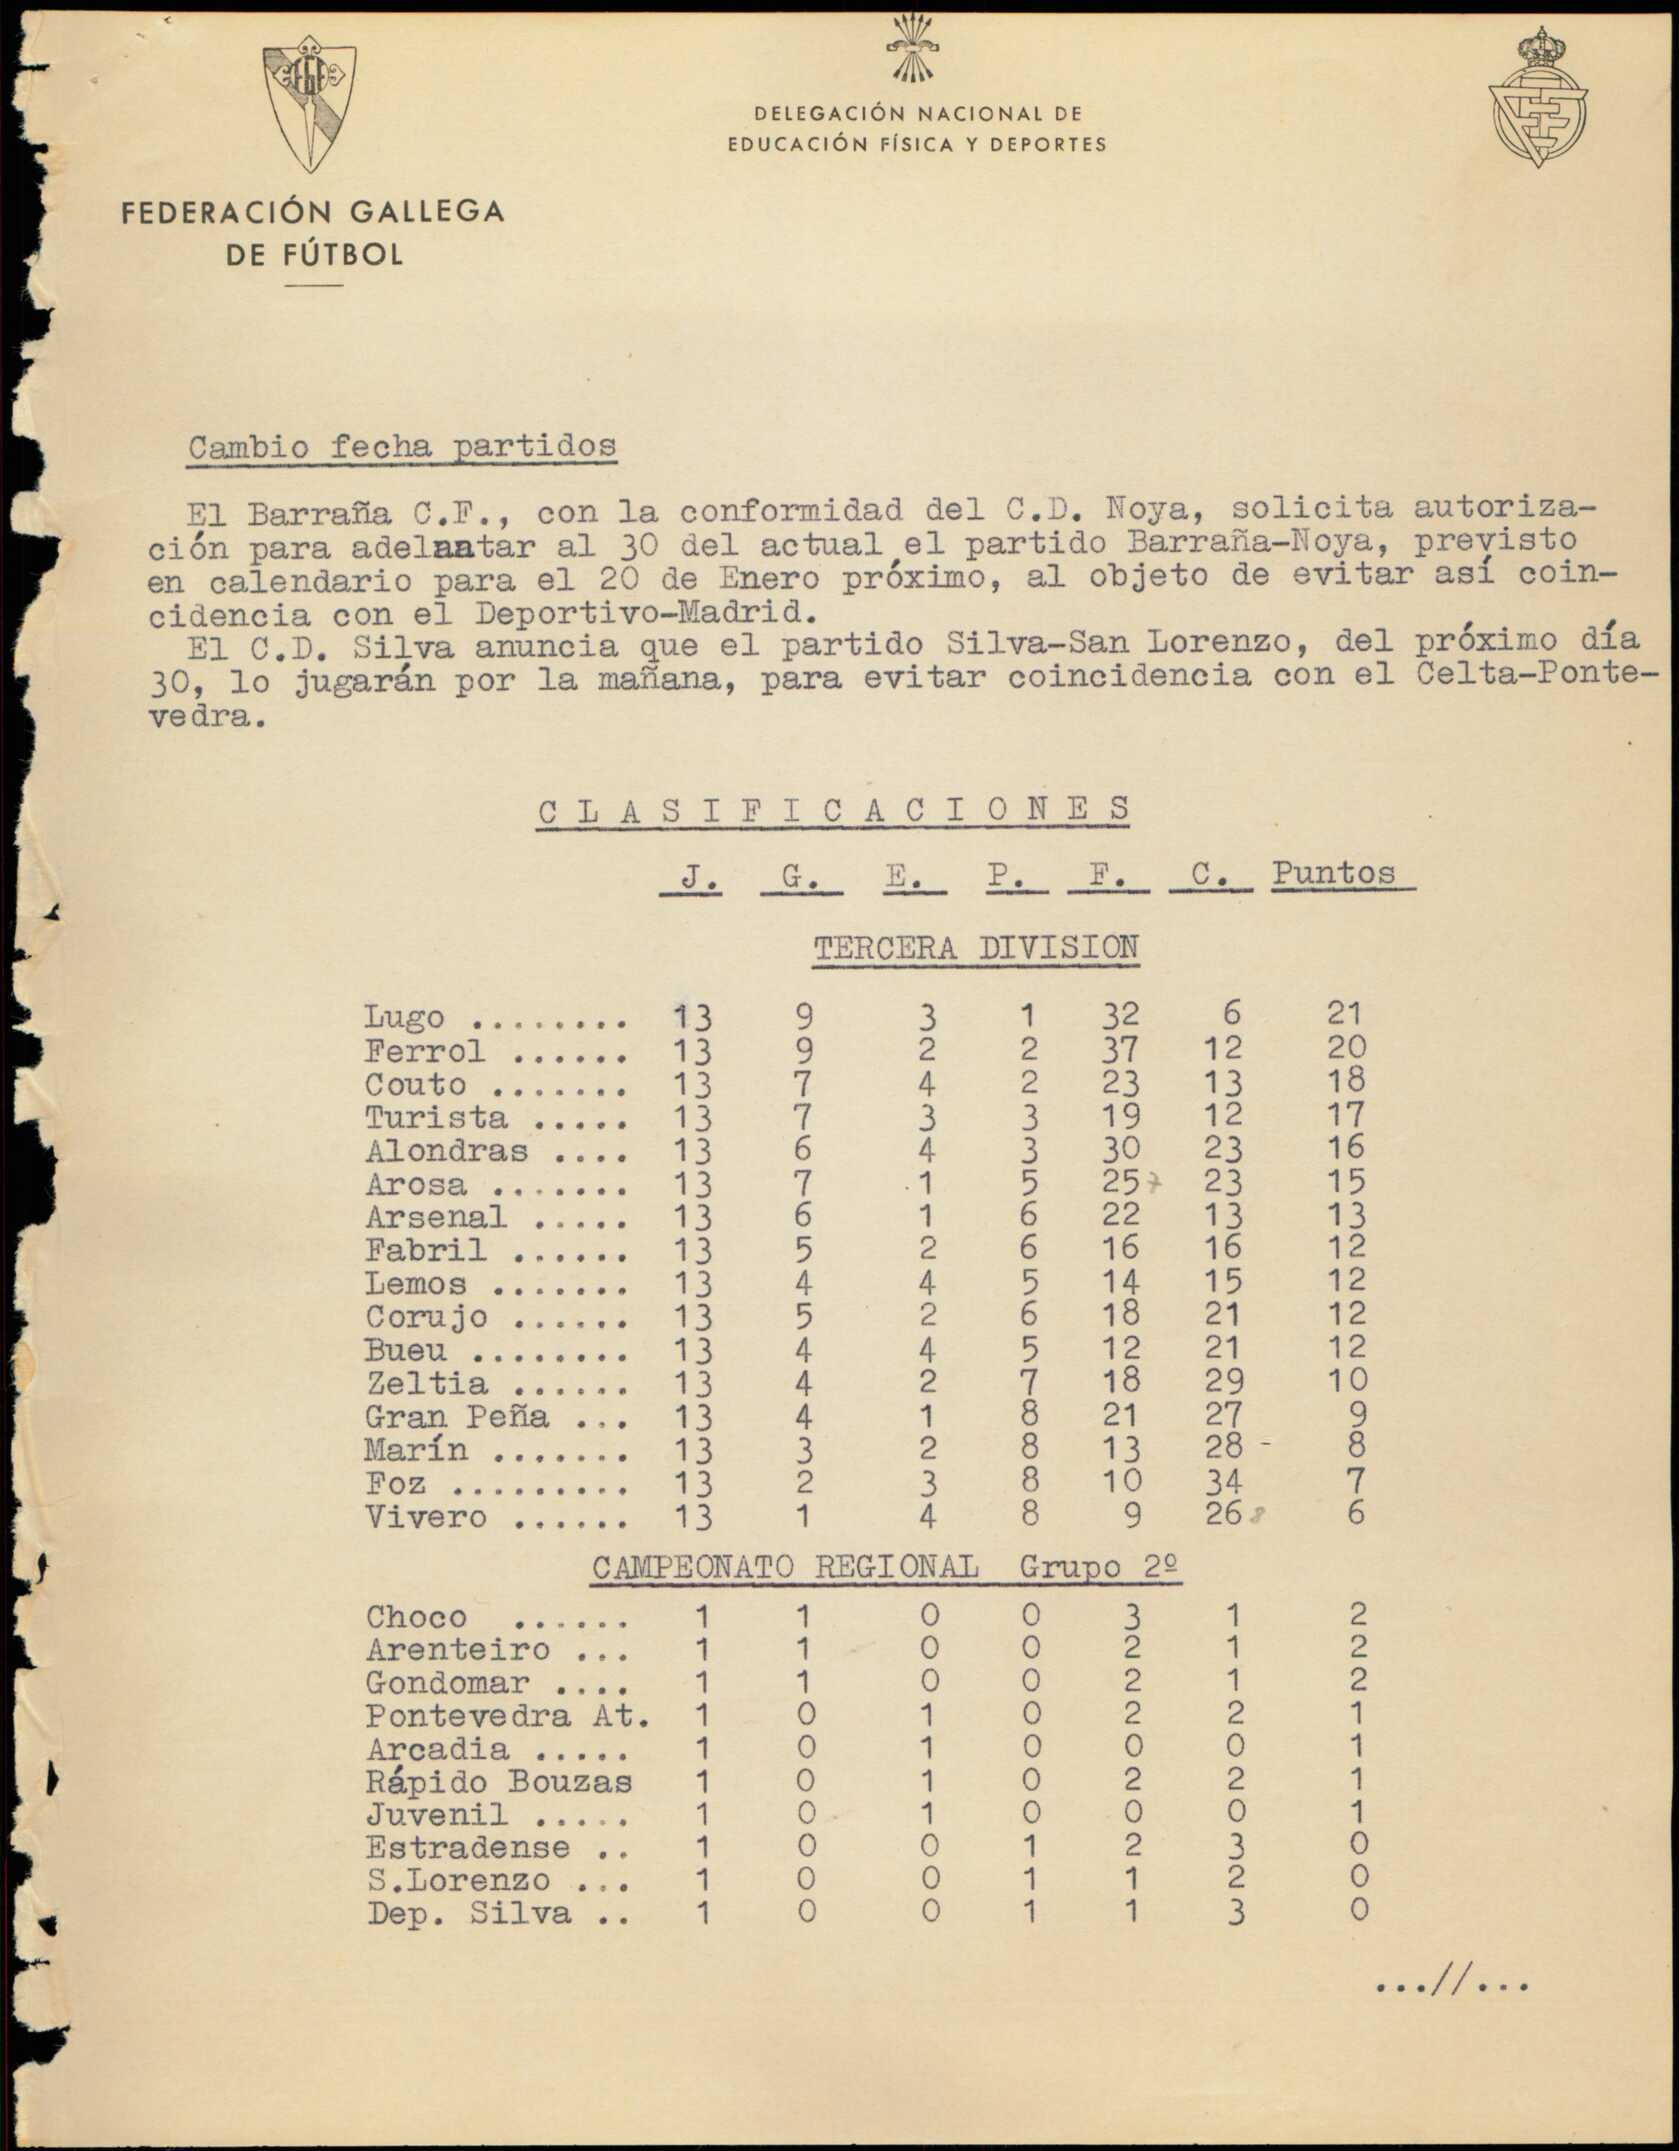 DELEGACIÓN NACIONAL DE
EDUCACIÓN FÍSICA Y DEPORTES
FEDERACIÓN GALLEGA
DE FÚTBOL
Cambio fecha partidos
El Barraña C.F., con la conformidad del C.D. Noya, solicita autoriza-
ción para adelantar al 30 del actual el partido Barraña-Noya, previsto
en calendario para el 20 de Enero próximo, al objeto de evitar así coin-
cidencia con el Deportivo-Madrid.
El C.D. Silva anuncia que el partido Silva-San Lorenzo, del próximo día
30, lo jugarán por la mañana, para evitar coincidencia con el Celta-Ponte-
vedra.
C L A S I F I C A C I O N E S
J. G. E. P. F. C. Puntos
TERCERA DIVISION
Lugo ........ 13 9 3 1 32 6 21
Ferrol ...... 13 9 2 2 37 12 20
Couto ....... 13 7 4 2 23 13 18
Turista ..... 13 7 3 3 19 12 17
Alondras .... 13 6 4 3 30 23 16
Arosa ....... 13 7 1 5 25 23 15
Arsenal ..... 13 6 1 6 22 13 13
Fabril ...... 13 5 2 6 16 16 12
Lemos ....... 13 4 4 5 14 15 12
Corujo ...... 13 5 2 6 18 21 12
Bueu ........ 13 4 4 5 12 21 12
Zeltia ...... 13 4 2 7 18 29 10
Gran Peña ... 13 4 1 8 21 27 9
Marín ....... 13 3 2 8 13 28 - 8
Foz ......... 13 2 3 8 10 34 7
Vivero ...... 13 1 4 8 9 26 8 6
CAMPEONATO REGIONAL Grupo 2º
Choco ...... 1 1 0 0 3 1 2
Arenteiro ... 1 1 0 0 2 1 2
Gondomar .... 1 1 0 0 2 1 2
Pontevedra At. 1 0 1 0 2 2 1
Arcadia ..... 1 0 1 0 0 0 1
Rápido Bouzas 1 0 1 0 2 2 1
Juvenil ..... 1 0 1 0 0 0 1
Estradense .. 1 0 0 1 2 3 0
S.Lorenzo ... 1 0 0 1 1 2 0
Dep. Silva .. 1 0 0 1 1 3 0
...//...